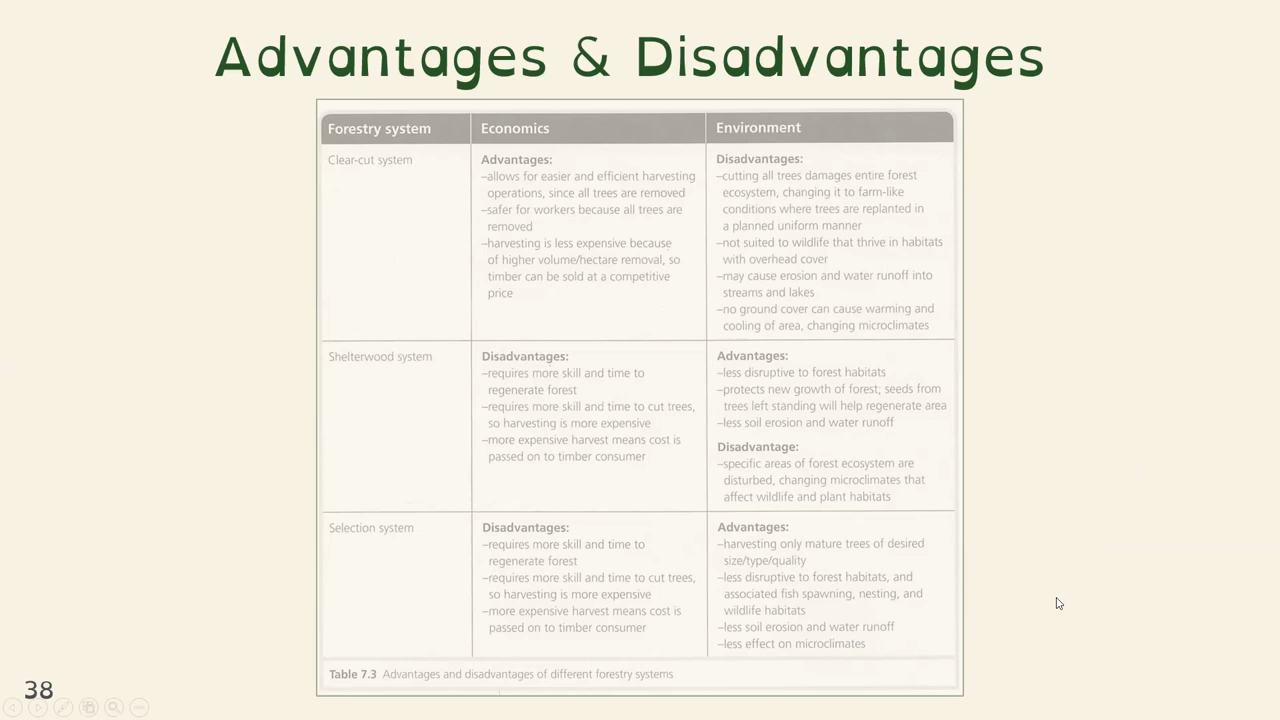 Advantages & Disadvantages
Forestry system
Economics
Environment
Clear-cut system
Advantages:
–allows for easier and efficient harvesting
operations, since all trees are removed
–safer for workers because all trees are
removed
–harvesting is less expensive because
of higher volume/hectare removal, so
timber can be sold at a competitive
price
Disadvantages:
–cutting all trees damages entire forest
ecosystem, changing it to farm-like
conditions where trees are replanted in
a planned uniform manner
–not suited to wildlife that thrive in habitats
with overhead cover
–may cause erosion and water runoff into
streams and lakes
–no ground cover can cause warming and
cooling of area, changing microclimates
Shelterwood system
Disadvantages:
–requires more skill and time to
regenerate forest
–requires more skill and time to cut trees,
so harvesting is more expensive
–more expensive harvest means cost is
passed on to timber consumer
Advantages:
–less disruptive to forest habitats
–protects new growth of forest; seeds from
trees left standing will help regenerate area
–less soil erosion and water runoff
Disadvantage:
–specific areas of forest ecosystem are
disturbed, changing microclimates that
affect wildlife and plant habitats
Selection system
Disadvantages:
–requires more skill and time to
regenerate forest
–requires more skill and time to cut trees,
so harvesting is more expensive
–more expensive harvest means cost is
passed on to timber consumer
Advantages:
–harvesting only mature trees of desired
size/type/quality
–less disruptive to forest habitats, and
associated fish spawning, nesting, and
wildlife habitats
–less soil erosion and water runoff
–less effect on microclimates
Table 7.3 Advantages and disadvantages of different forestry systems
38